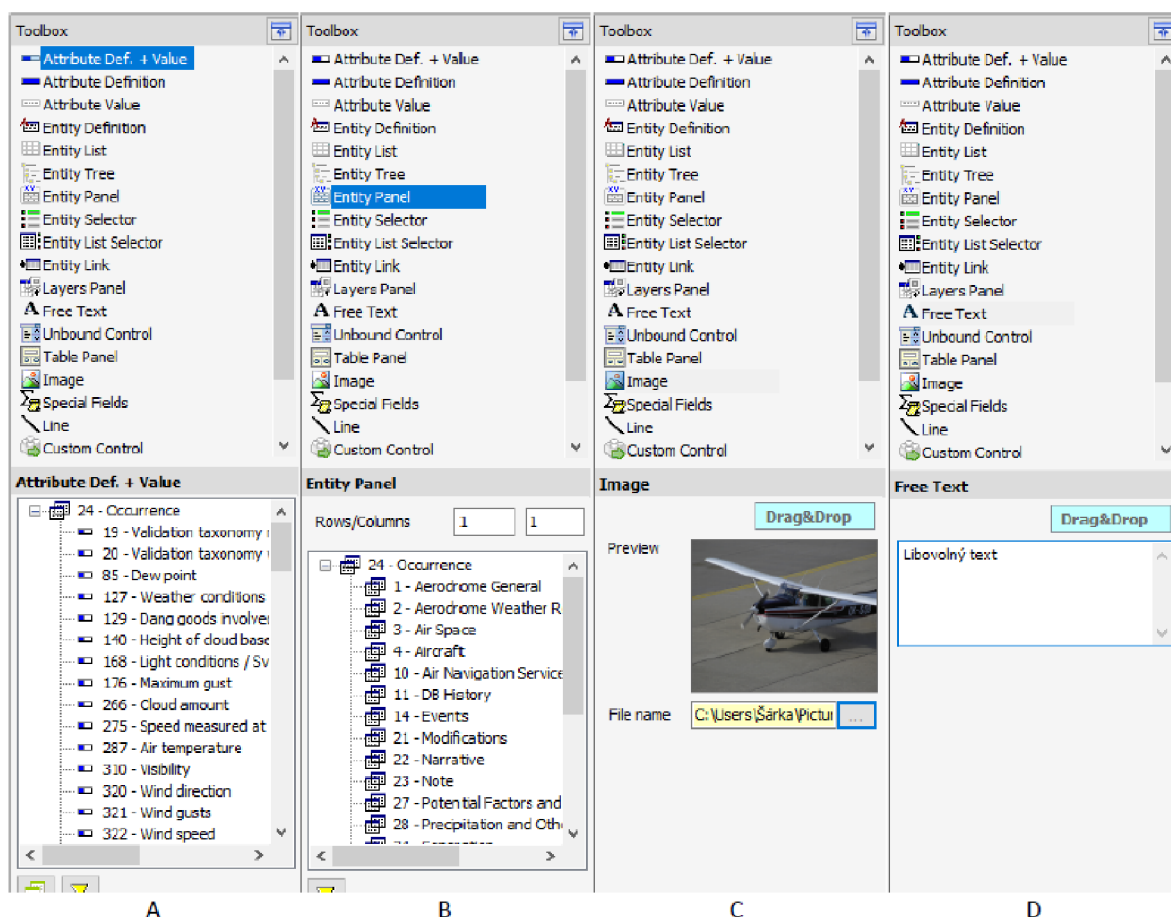 Toolbox
Attribute Def. + Value
Attribute Definition
Attribute Value
Entity Definition
Entity List
Entity Tree
Entity Panel
Entity Selector
Entity List Selector
Entity Link
Layers Panel
Free Text
Unbound Control
Table Panel
Image
Special Fields
Line
Custom Control
Attribute Def. + Value
24 - Occurrence
19 - Validation taxonomy
20 - Validation taxonomy
85 - Dew point
127 - Weather conditions
129 - Dang goods involve
140 - Height of cloud base
168 - Light conditions / Sv
176 - Maximum gust
266 - Cloud amount
275 - Speed measured at
287 - Air temperature
310 - Visibility
320 - Wind direction
321 - Wind gusts
322 - Wind speed
A
Toolbox
Attribute Def. + Value
Attribute Definition
Attribute Value
Entity Definition
Entity List
Entity Tree
Entity Panel
Entity Selector
Entity List Selector
Entity Link
Layers Panel
Free Text
Unbound Control
Table Panel
Image
Special Fields
Line
Custom Control
Entity Panel
Rows/Columns 1 1
24 - Occurrence
1 - Aerodrome General
2 - Aerodrome Weather R
3 - Air Space
4 - Aircraft
10 - Air Navigation Service
11 - DB History
14 - Events
21 - Modifications
22 - Narrative
23 - Note
27 - Potential Factors and
28 - Precipitation and Oth
B
Toolbox
Attribute Def. + Value
Attribute Definition
Attribute Value
Entity Definition
Entity List
Entity Tree
Entity Panel
Entity Selector
Entity List Selector
Entity Link
Layers Panel
Free Text
Unbound Control
Table Panel
Image
Special Fields
Line
Custom Control
Image
Drag&Drop
Preview
File name C:\Users\Šárka\Pictu ...
C
Toolbox
Attribute Def. + Value
Attribute Definition
Attribute Value
Entity Definition
Entity List
Entity Tree
Entity Panel
Entity Selector
Entity List Selector
Entity Link
Layers Panel
Free Text
Unbound Control
Table Panel
Image
Special Fields
Line
Custom Control
Free Text
Drag&Drop
Libovolný text
D